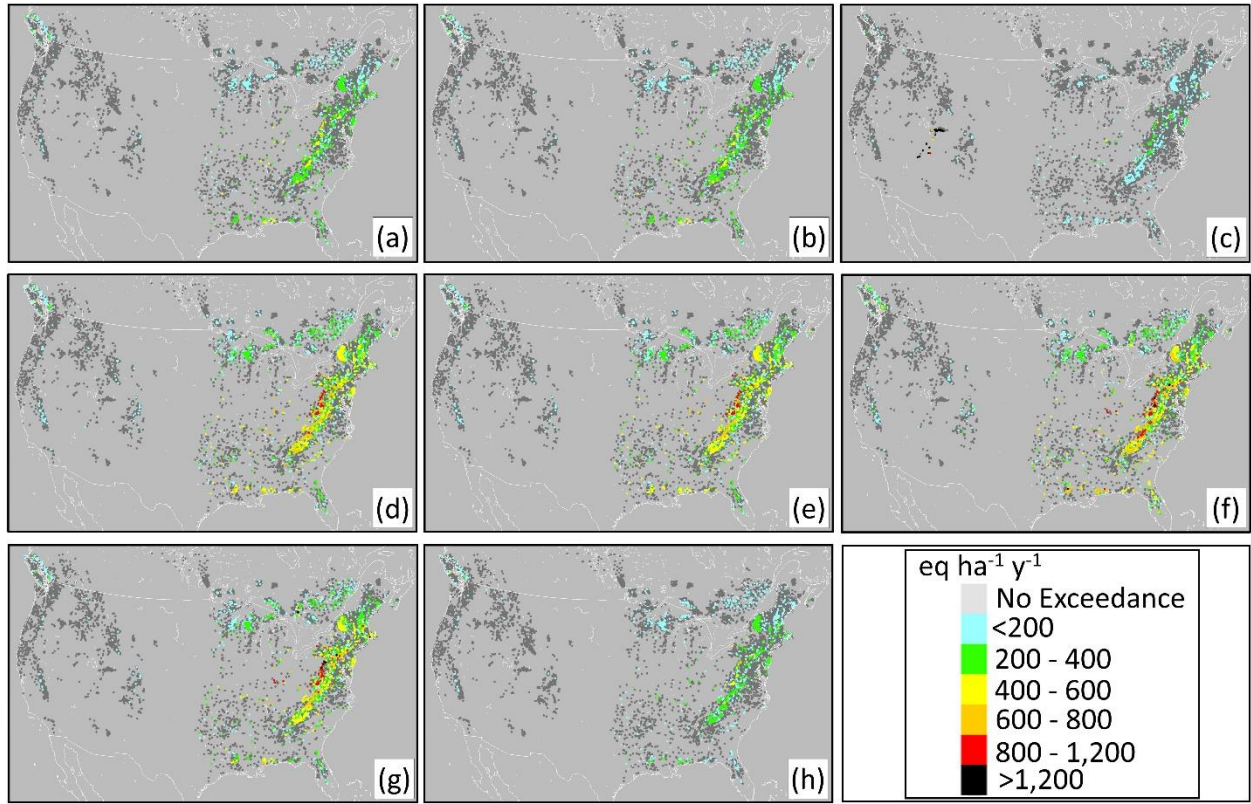 (a)
(b)
(c)
(d)
(e)
(f)
(g)
(h)
eq ha⁻¹ y⁻¹
No Exceedance
<200
200 - 400
400 - 600
600 - 800
800 - 1,200
>1,200